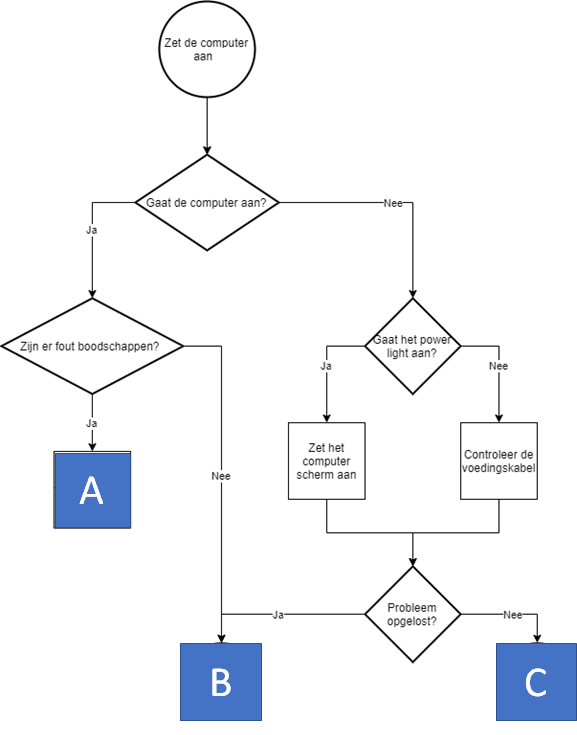 Zet de computer
aan
Gaat de computer aan?
Nee
Ja
Zijn er fout boodschappen?
Gaat het power
light aan?
Ja
Nee
Ja
Zet het
computer
scherm aan
Controleer de
voedingskabel
A
Nee
Probleem
opgelost?
Ja
Nee
B
C